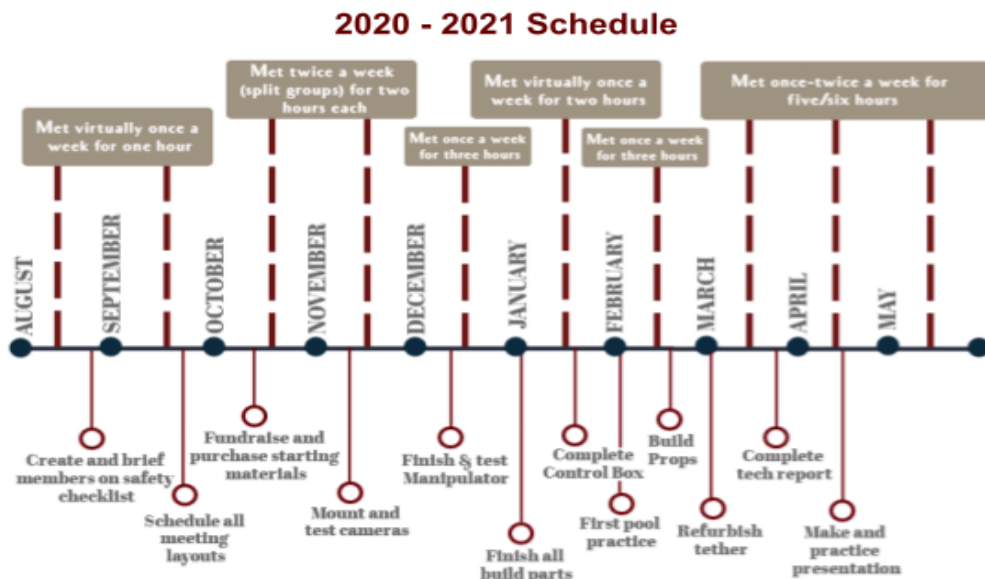 2020 - 2021 Schedule
Met virtually once a
week for one hour
Met twice a week
(split groups) for two
hours each
Met once a week
for three hours
Met virtually once a
week for two hours
Met once a week
for three hours
Met once-twice a week for
five/six hours
AUGUST
SEPTEMBER
OCTOBER
NOVEMBER
DECEMBER
JANUARY
FEBRUARY
MARCH
APRIL
MAY
Create and brief
members on safety
checklist
Schedule all
meeting
layouts
Fundraise and
purchase starting
materials
Mount and
test cameras
Finish & test
Manipulator
Finish all
build parts
Complete
Control Box
First pool
practice
Build
Props
Refurbish
tether
Complete
tech report
Make and
practice
presentation